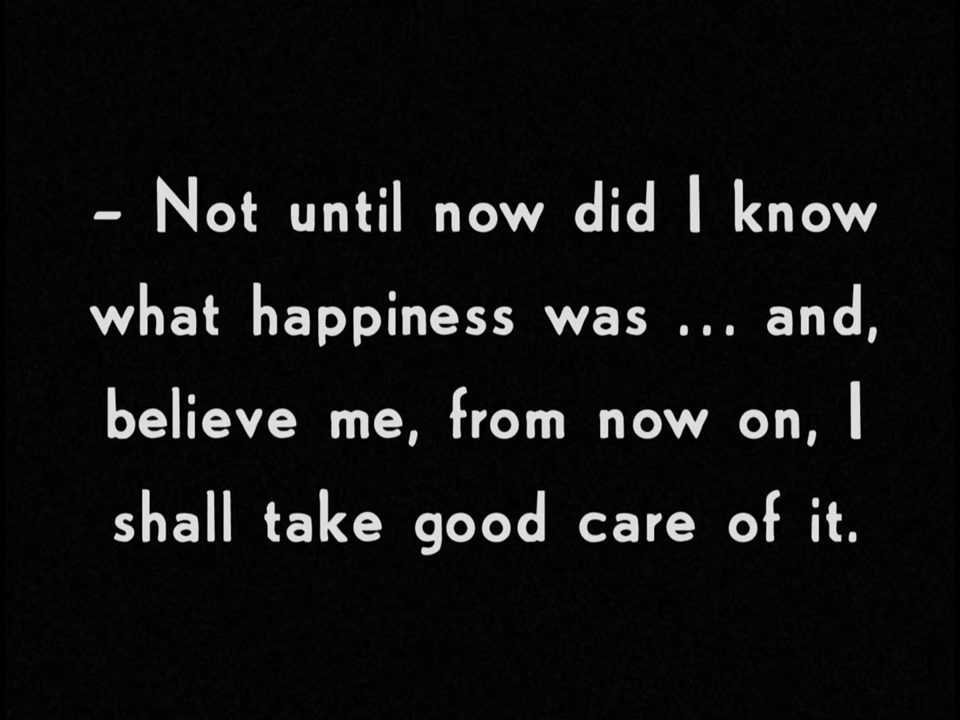 – Not until now did I know
what happiness was ... and,
believe me, from now on, I
shall take good care of it.